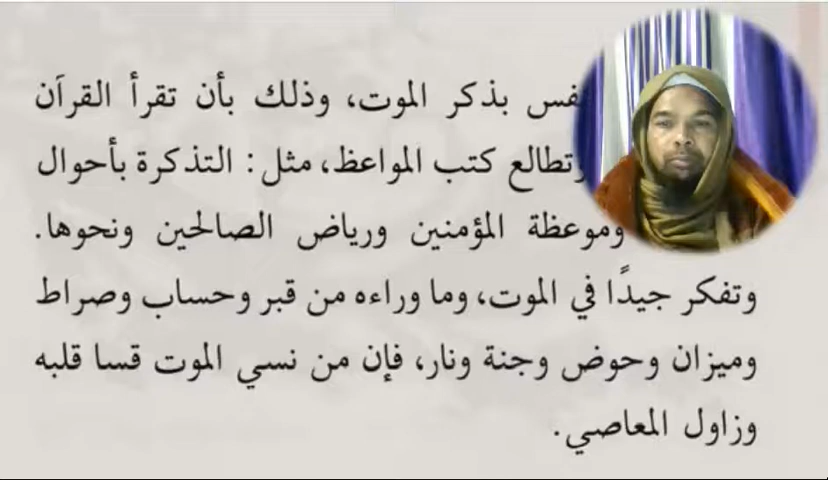 بذكر الموت، وذلك بأن تقرأ القرآن
كتب المواعظ، مثل: التذكرة بأحوال
وموعظة المؤمنين ورياض الصالحين ونحوها.
وتفكر جيدًا في الموت، وما وراءه من قبر وحساب وصراط
وميزان وحوض وجنة ونار، فإن من نسي الموت قسا قلبه
وزاول المعاصي.